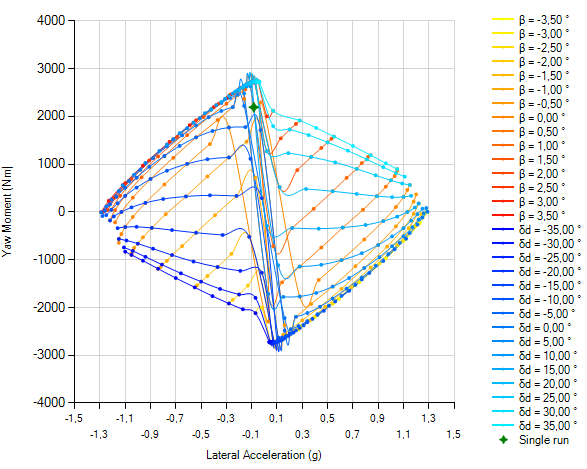 4000
3000
2000
1000
0
-1000
-2000
-3000
-4000
Yaw Moment [Nm]
-1,5 -1,1 -0,7 -0,3 0,1 0,5 0,9 1,3
-1,3 -0,9 -0,5 -0,1 0,3 0,7 1,1 1,5
Lateral Acceleration (g)
β = -3,50 °
β = -3,00 °
β = -2,50 °
β = -2,00 °
β = -1,50 °
β = -1,00 °
β = -0,50 °
β = 0,00 °
β = 0,50 °
β = 1,00 °
β = 1,50 °
β = 2,00 °
β = 2,50 °
β = 3,00 °
β = 3,50 °
δd = -35,00 °
δd = -30,00 °
δd = -25,00 °
δd = -20,00 °
δd = -15,00 °
δd = -10,00 °
δd = -5,00 °
δd = 0,00 °
δd = 5,00 °
δd = 10,00 °
δd = 15,00 °
δd = 20,00 °
δd = 25,00 °
δd = 30,00 °
δd = 35,00 °
Single run